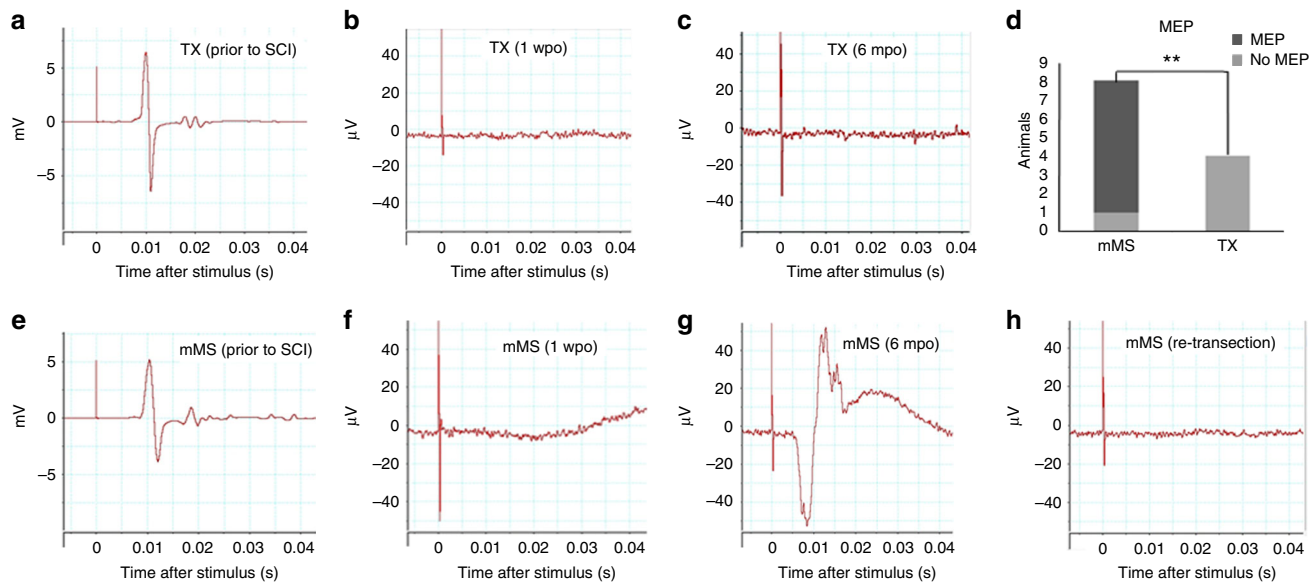 a
TX (prior to SCI)
mV
5
0
−5
0 0.01 0.02 0.03 0.04
Time after stimulus (s)
b
TX (1 wpo)
µV
40
20
0
−20
−40
0 0.01 0.02 0.03 0.04
Time after stimulus (s)
c
TX (6 mpo)
µV
40
20
0
−20
−40
0 0.01 0.02 0.03 0.04
Time after stimulus (s)
d
MEP
MEP
No MEP
**
Animals
9
8
7
6
5
4
3
2
1
0
mMS TX
e
mMS (prior to SCI)
mV
5
0
−5
0 0.01 0.02 0.03 0.04
Time after stimulus (s)
f
mMS (1 wpo)
µV
40
20
0
−20
−40
0 0.01 0.02 0.03 0.04
Time after stimulus (s)
g
mMS (6 mpo)
µV
40
20
0
−20
−40
0 0.01 0.02 0.03 0.04
Time after stimulus (s)
h
mMS (re-transection)
µV
40
20
0
−20
−40
0 0.01 0.02 0.03 0.04
Time after stimulus (s)